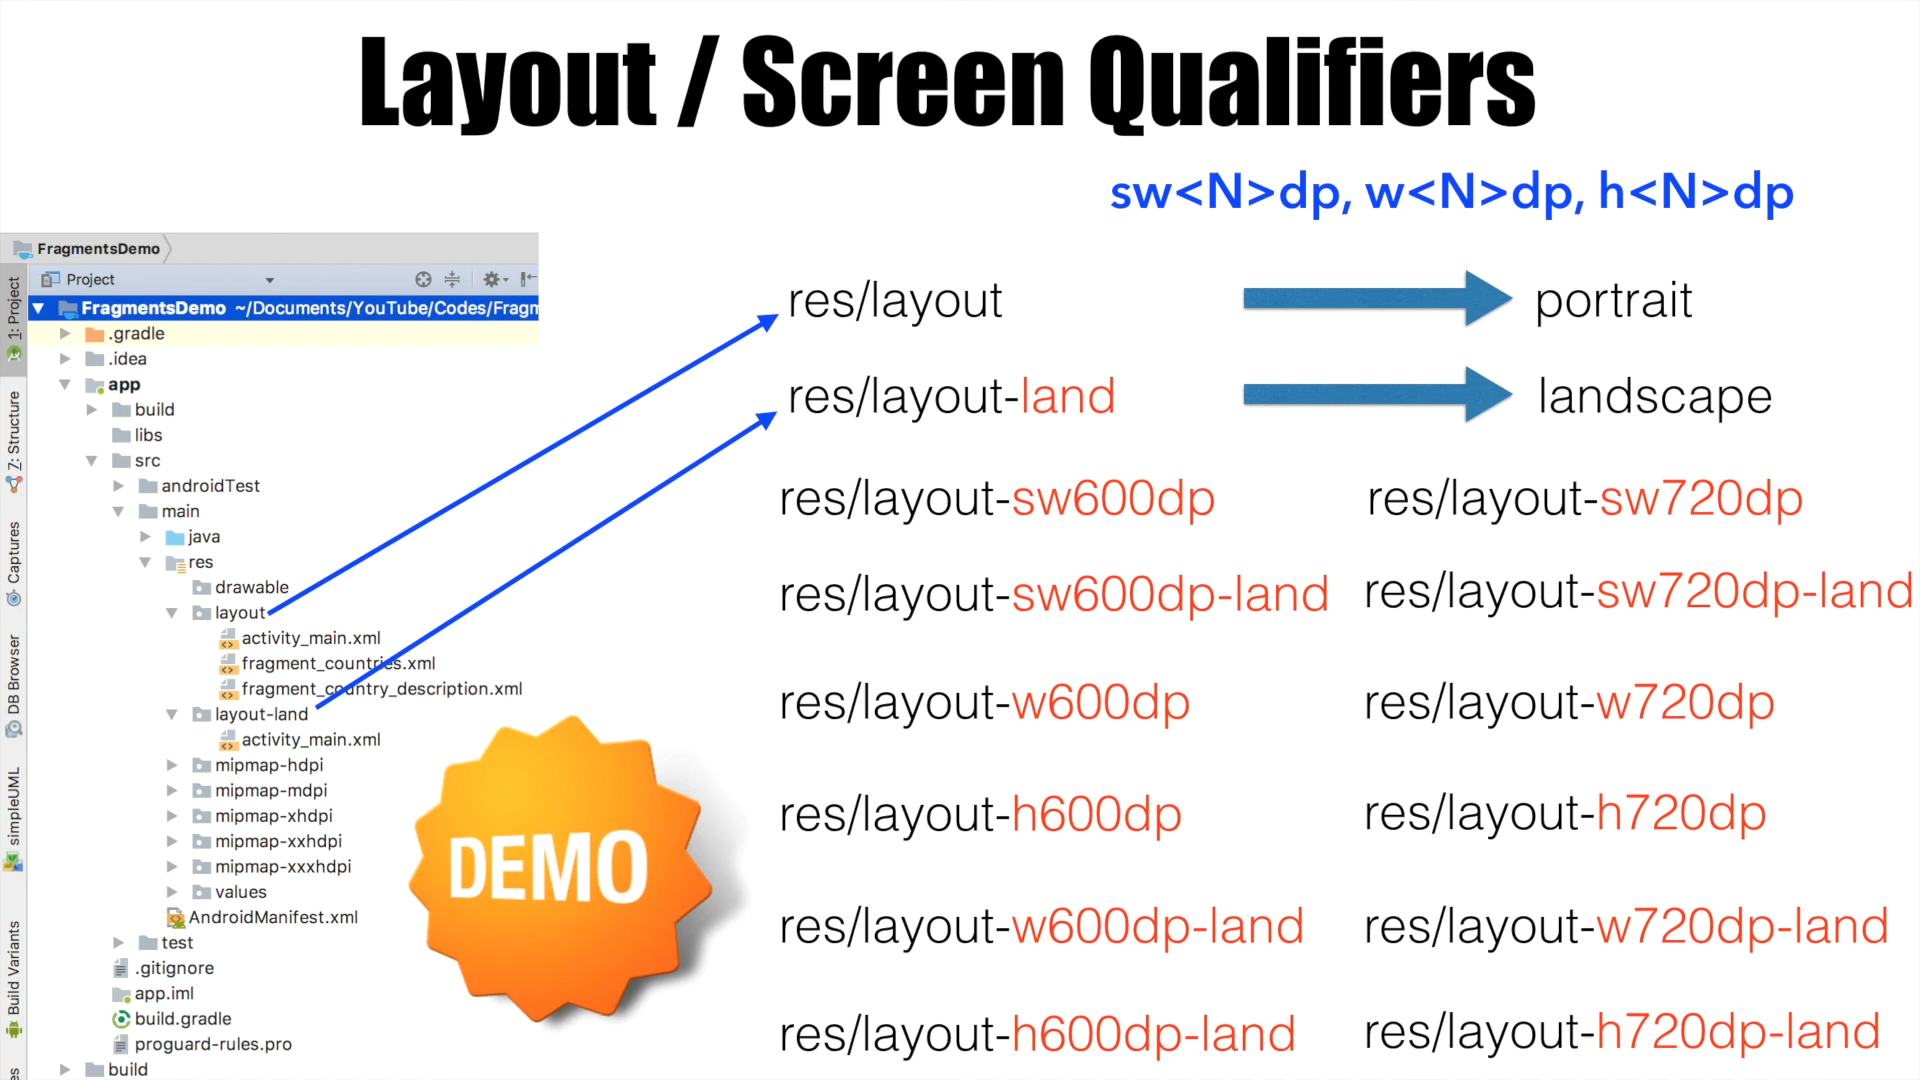 Layout / Screen Qualifiers
sw<N>dp, w<N>dp, h<N>dp
FragmentsDemo
Project
FragmentsDemo ~/Documents/YouTube/Codes/Fragm
.gradle
.idea
app
build
libs
src
androidTest
main
java
res
drawable
layout
activity_main.xml
fragment_countries.xml
fragment_country_description.xml
layout-land
activity_main.xml
mipmap-hdpi
mipmap-mdpi
mipmap-xhdpi
mipmap-xxhdpi
mipmap-xxxhdpi
values
AndroidManifest.xml
test
.gitignore
app.iml
build.gradle
proguard-rules.pro
build
1: Project
7: Structure
Captures
DB Browser
simpleUML
Build Variants
DEMO
res/layout portrait
res/layout-land landscape
res/layout-sw600dp res/layout-sw720dp
res/layout-sw600dp-land res/layout-sw720dp-land
res/layout-w600dp res/layout-w720dp
res/layout-h600dp res/layout-h720dp
res/layout-w600dp-land res/layout-w720dp-land
res/layout-h600dp-land res/layout-h720dp-land